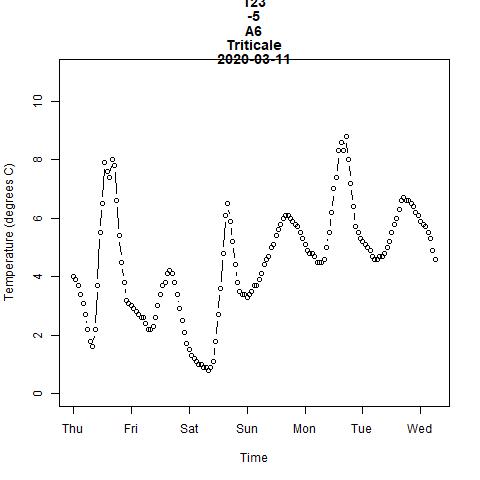 123
-5
A6
Triticale
2020-03-11
Temperature (degrees C)
10
8
6
4
2
0
Thu Fri Sat Sun Mon Tue Wed
Time